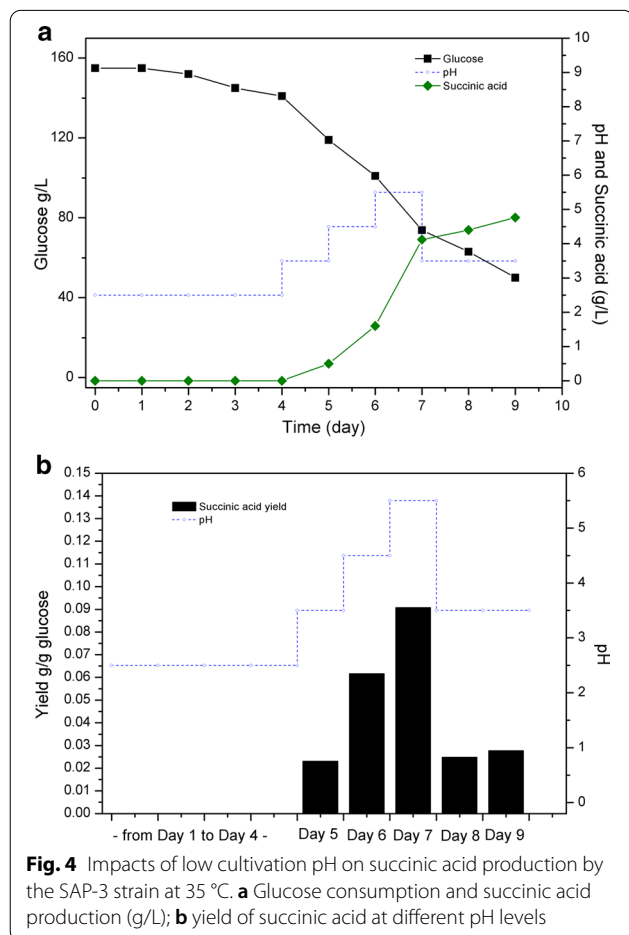 a
160
120
80
40
0
Glucose g/L
Glucose
pH
Succinic acid
10
9
8
7
6
5
4
3
2
1
0
pH and Succinic acid (g/L)
0 1 2 3 4 5 6 7 8 9 10
Time (day)
b
0.15
0.14
0.13
0.12
0.11
0.10
0.09
0.08
0.07
0.06
0.05
0.04
0.03
0.02
0.01
0.00
Yield g/g glucose
Succinic acid yield
pH
6
5
4
3
2
1
0
pH
- from Day 1 to Day 4 - Day 5 Day 6 Day 7 Day 8 Day 9
Fig. 4 Impacts of low cultivation pH on succinic acid production by
the SAP-3 strain at 35 °C. a Glucose consumption and succinic acid
production (g/L); b yield of succinic acid at different pH levels